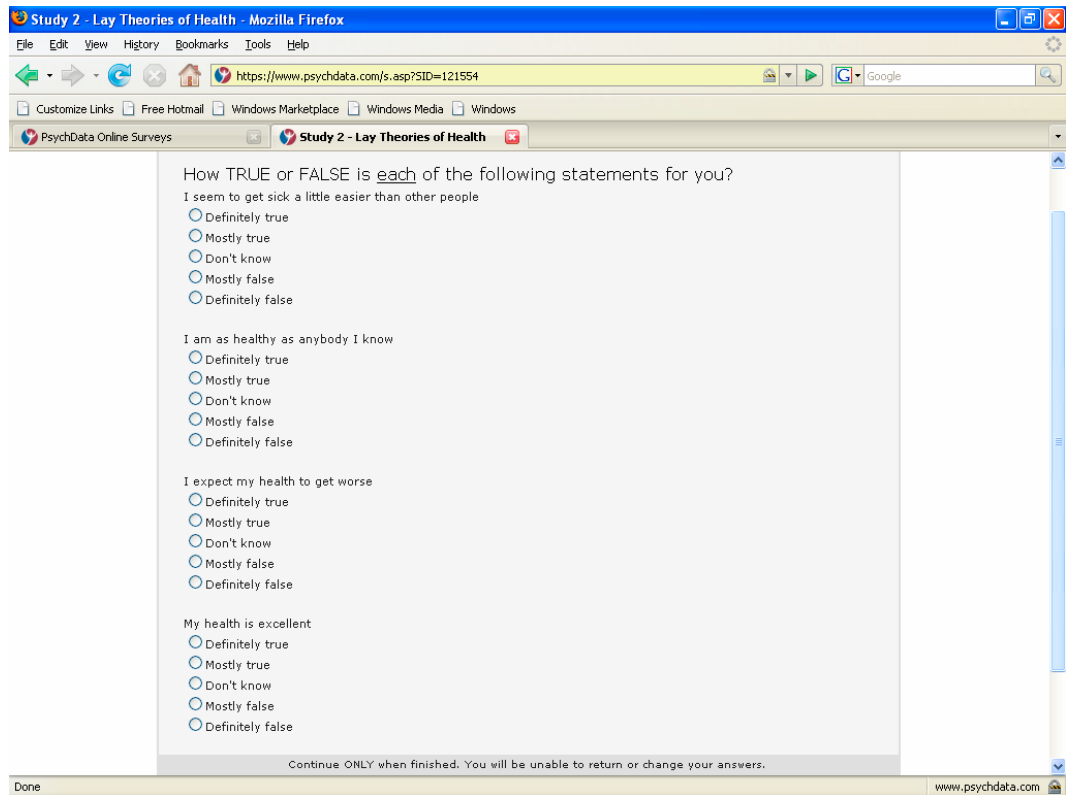 Study 2 - Lay Theories of Health - Mozilla Firefox
File Edit View History Bookmarks Tools Help
https://www.psychdata.com/s.asp?SID=121554
G Google
Customize Links Free Hotmail Windows Marketplace Windows Media Windows
PsychData Online Surveys Study 2 - Lay Theories of Health
How TRUE or FALSE is each of the following statements for you?
I seem to get sick a little easier than other people
Definitely true
Mostly true
Don't know
Mostly false
Definitely false
I am as healthy as anybody I know
Definitely true
Mostly true
Don't know
Mostly false
Definitely false
I expect my health to get worse
Definitely true
Mostly true
Don't know
Mostly false
Definitely false
My health is excellent
Definitely true
Mostly true
Don't know
Mostly false
Definitely false
Continue ONLY when finished. You will be unable to return or change your answers.
Done www.psychdata.com